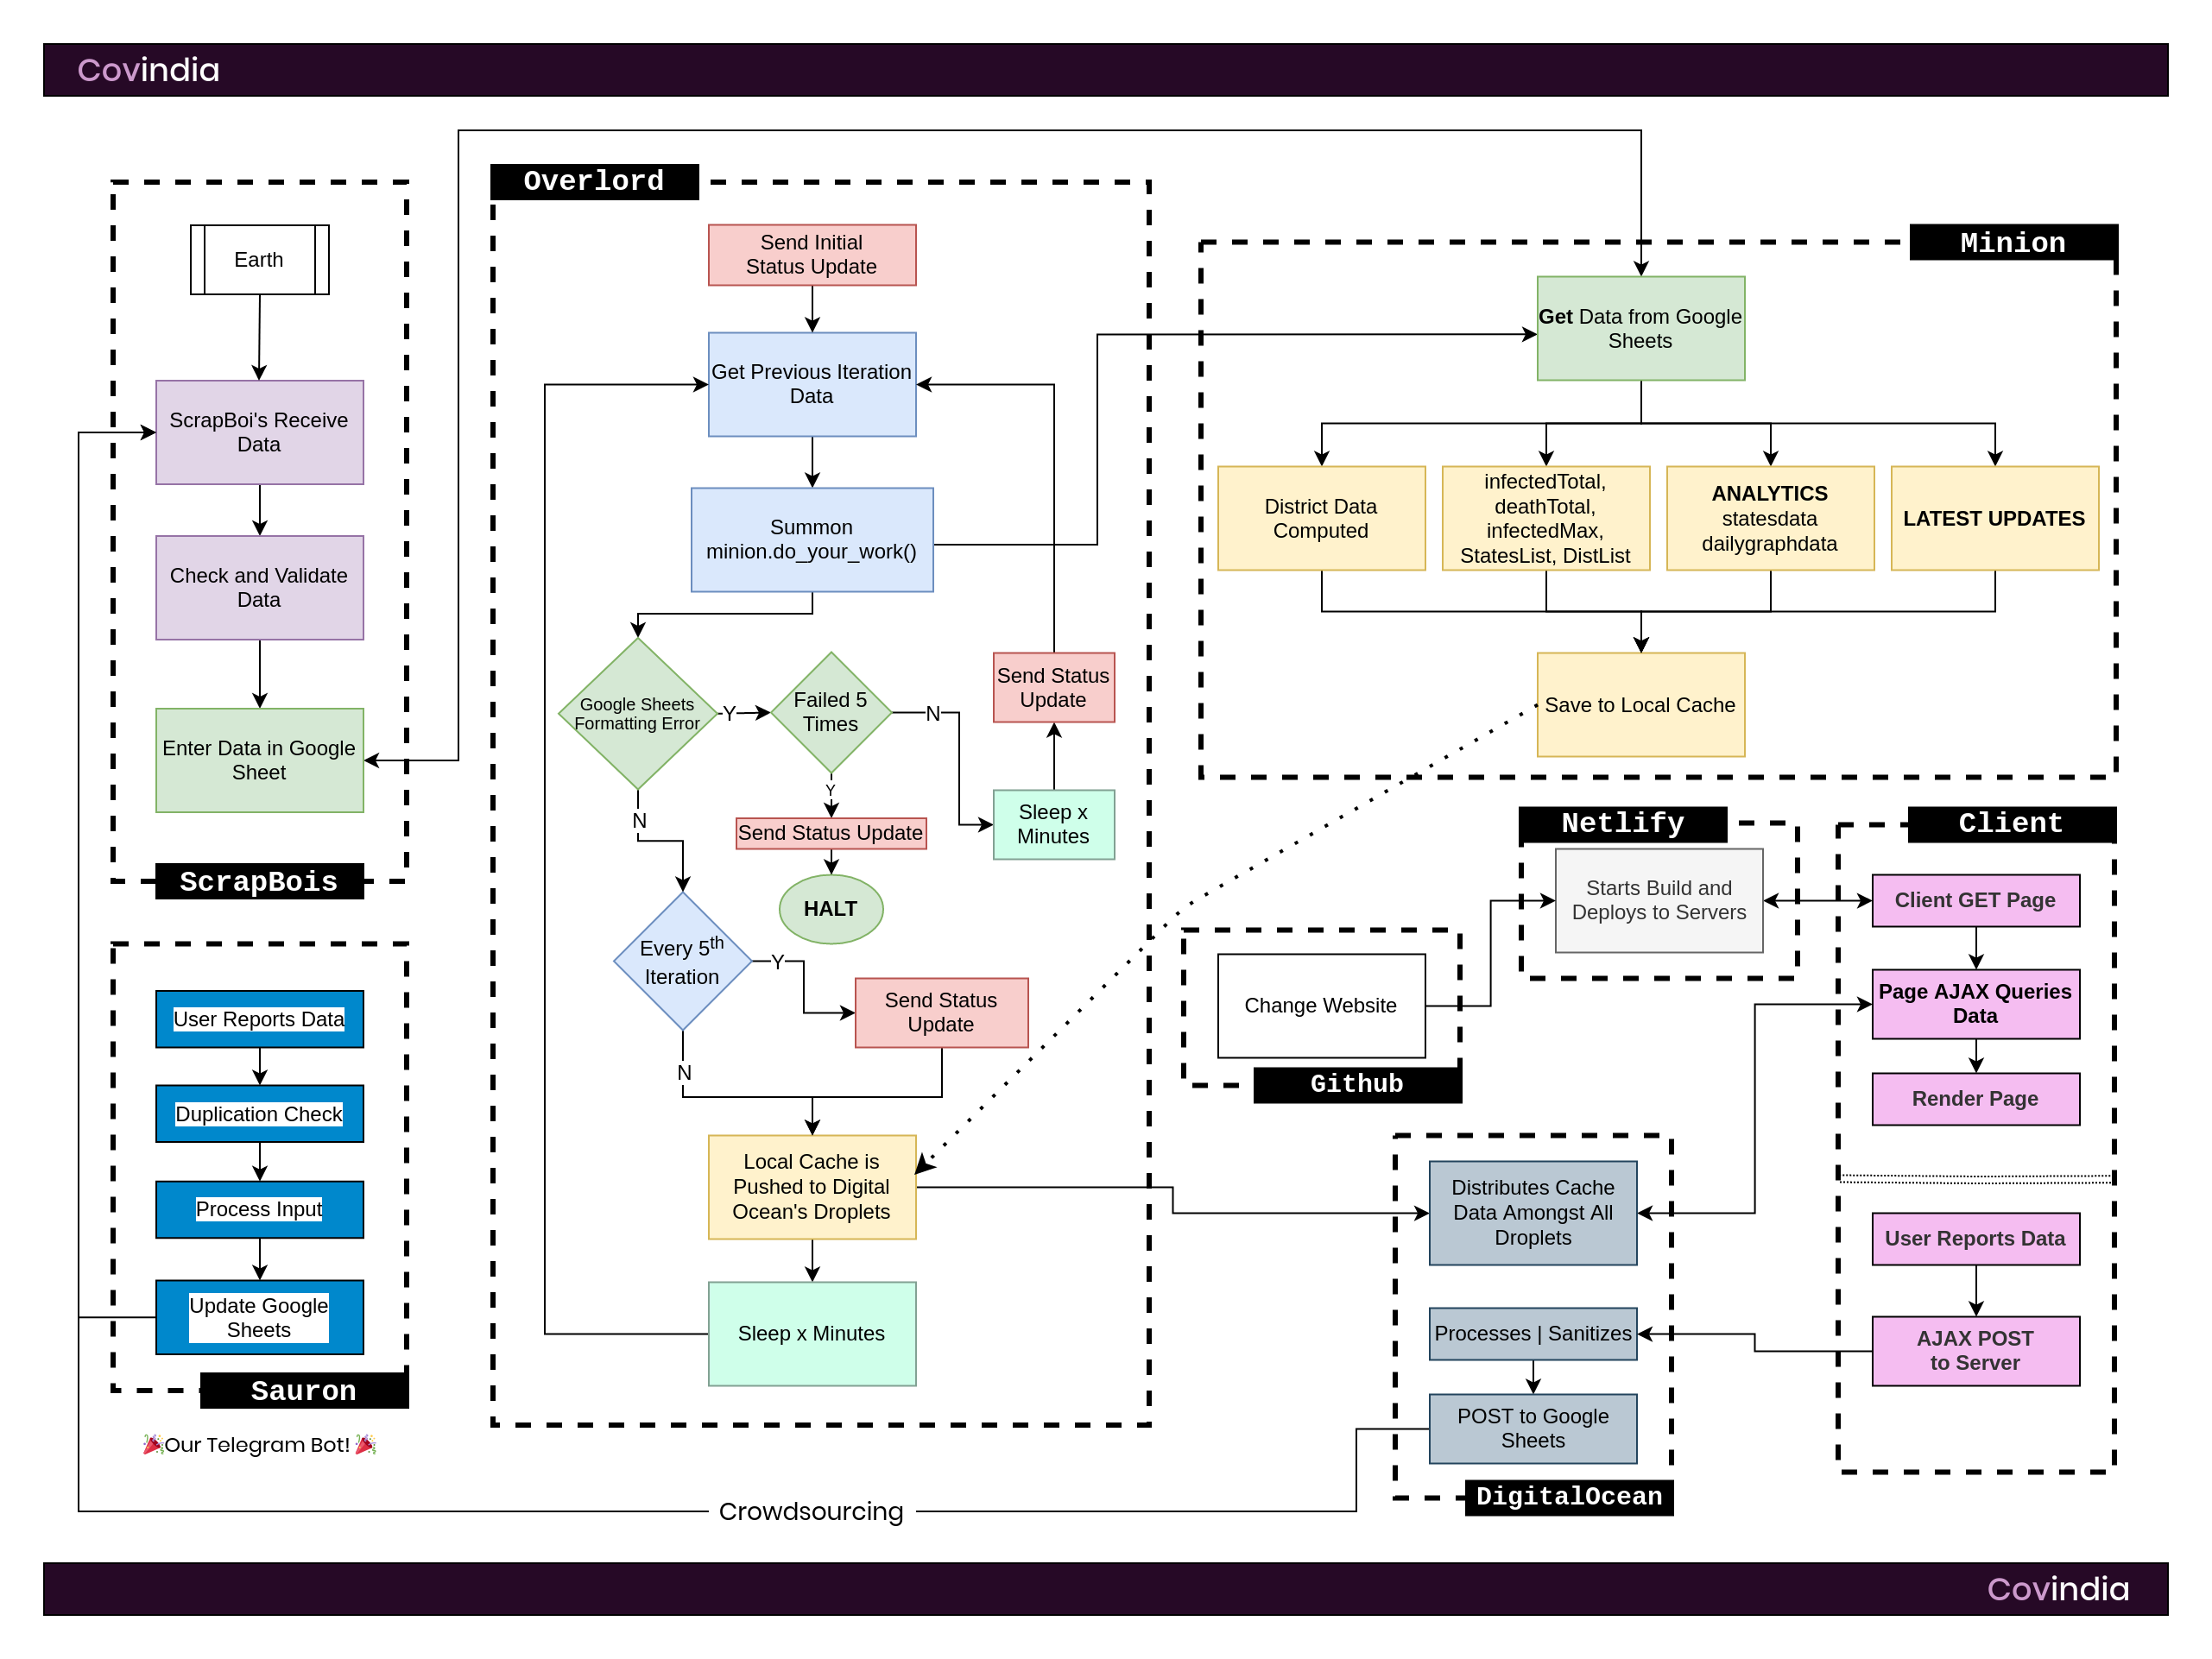 Covindia
Earth
ScrapBoi's Receive
Data
Check and Validate
Data
Enter Data in Google
Sheet
ScrapBois
User Reports Data
Duplication Check
Process Input
Update Google
Sheets
Sauron
🎉Our Telegram Bot! 🎉
Overlord
Send Initial
Status Update
Get Previous Iteration
Data
Summon
minion.do_your_work()
Google Sheets
Formatting Error
Y
Failed 5
Times
N
Send Status
Update
Sleep x
Minutes
Y
Send Status Update
HALT
N
Every 5th
Iteration
Y
Send Status
Update
N
Local Cache is
Pushed to Digital
Ocean's Droplets
Sleep x Minutes
Crowdsourcing
Minion
Get Data from Google
Sheets
District Data
Computed
infectedTotal,
deathTotal,
infectedMax,
StatesList, DistList
ANALYTICS
statesdata
dailygraphdata
LATEST UPDATES
Save to Local Cache
Netlify
Starts Build and
Deploys to Servers
Change Website
Github
Distributes Cache
Data Amongst All
Droplets
Processes | Sanitizes
POST to Google
Sheets
DigitalOcean
Client
Client GET Page
Page AJAX Queries
Data
Render Page
User Reports Data
AJAX POST
to Server
Covindia